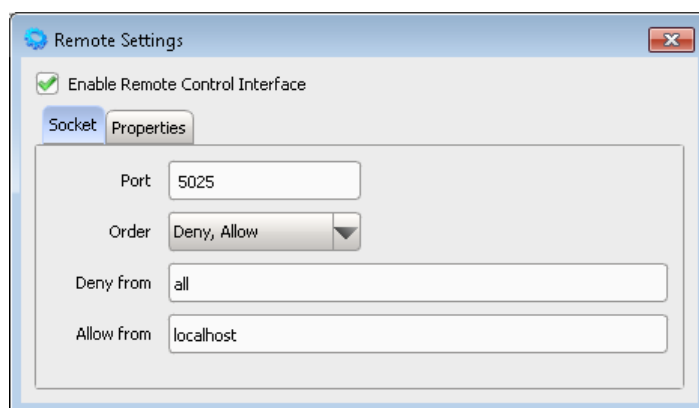 Remote Settings
Enable Remote Control Interface
Socket Properties
Port 5025
Order Deny, Allow
Deny from all
Allow from localhost